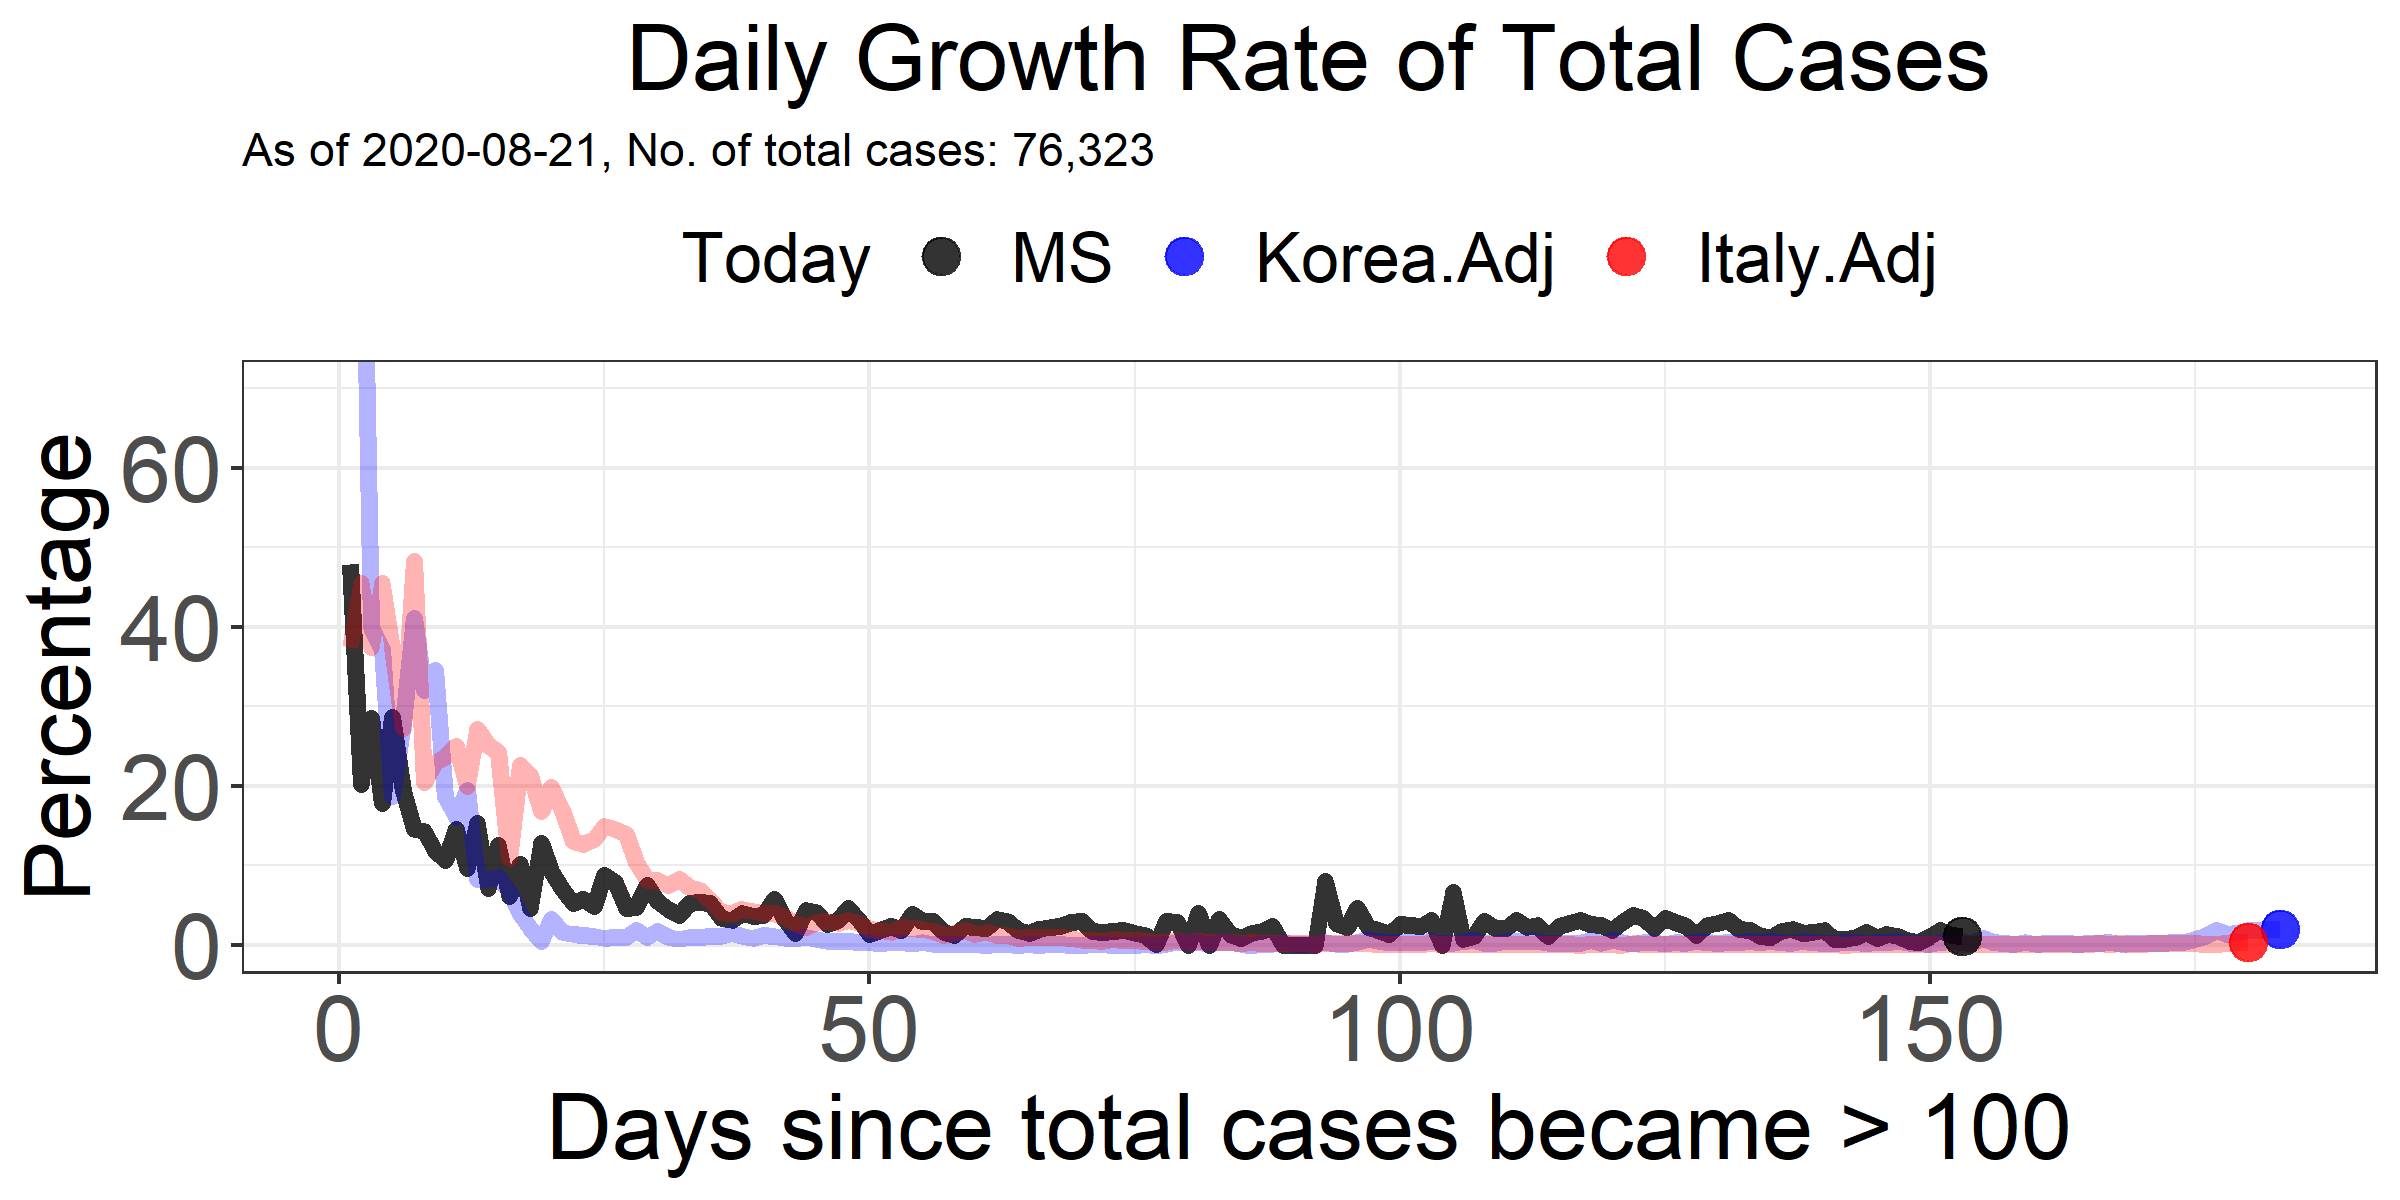 Daily Growth Rate of Total Cases
As of 2020-08-21, No. of total cases: 76,323
Today MS Korea.Adj Italy.Adj
Percentage
60
40
20
0
0 50 100 150
Days since total cases became > 100